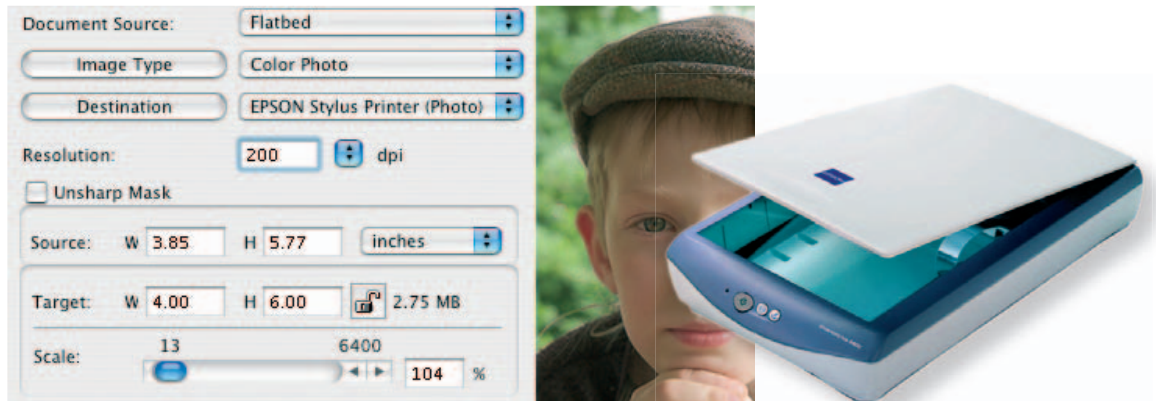 Document Source: Flatbed
Image Type Color Photo
Destination EPSON Stylus Printer (Photo)
Resolution: 200 dpi
Unsharp Mask
Source: W 3.85 H 5.77 inches
Target: W 4.00 H 6.00 2.75 MB
13 6400
Scale: 104 %